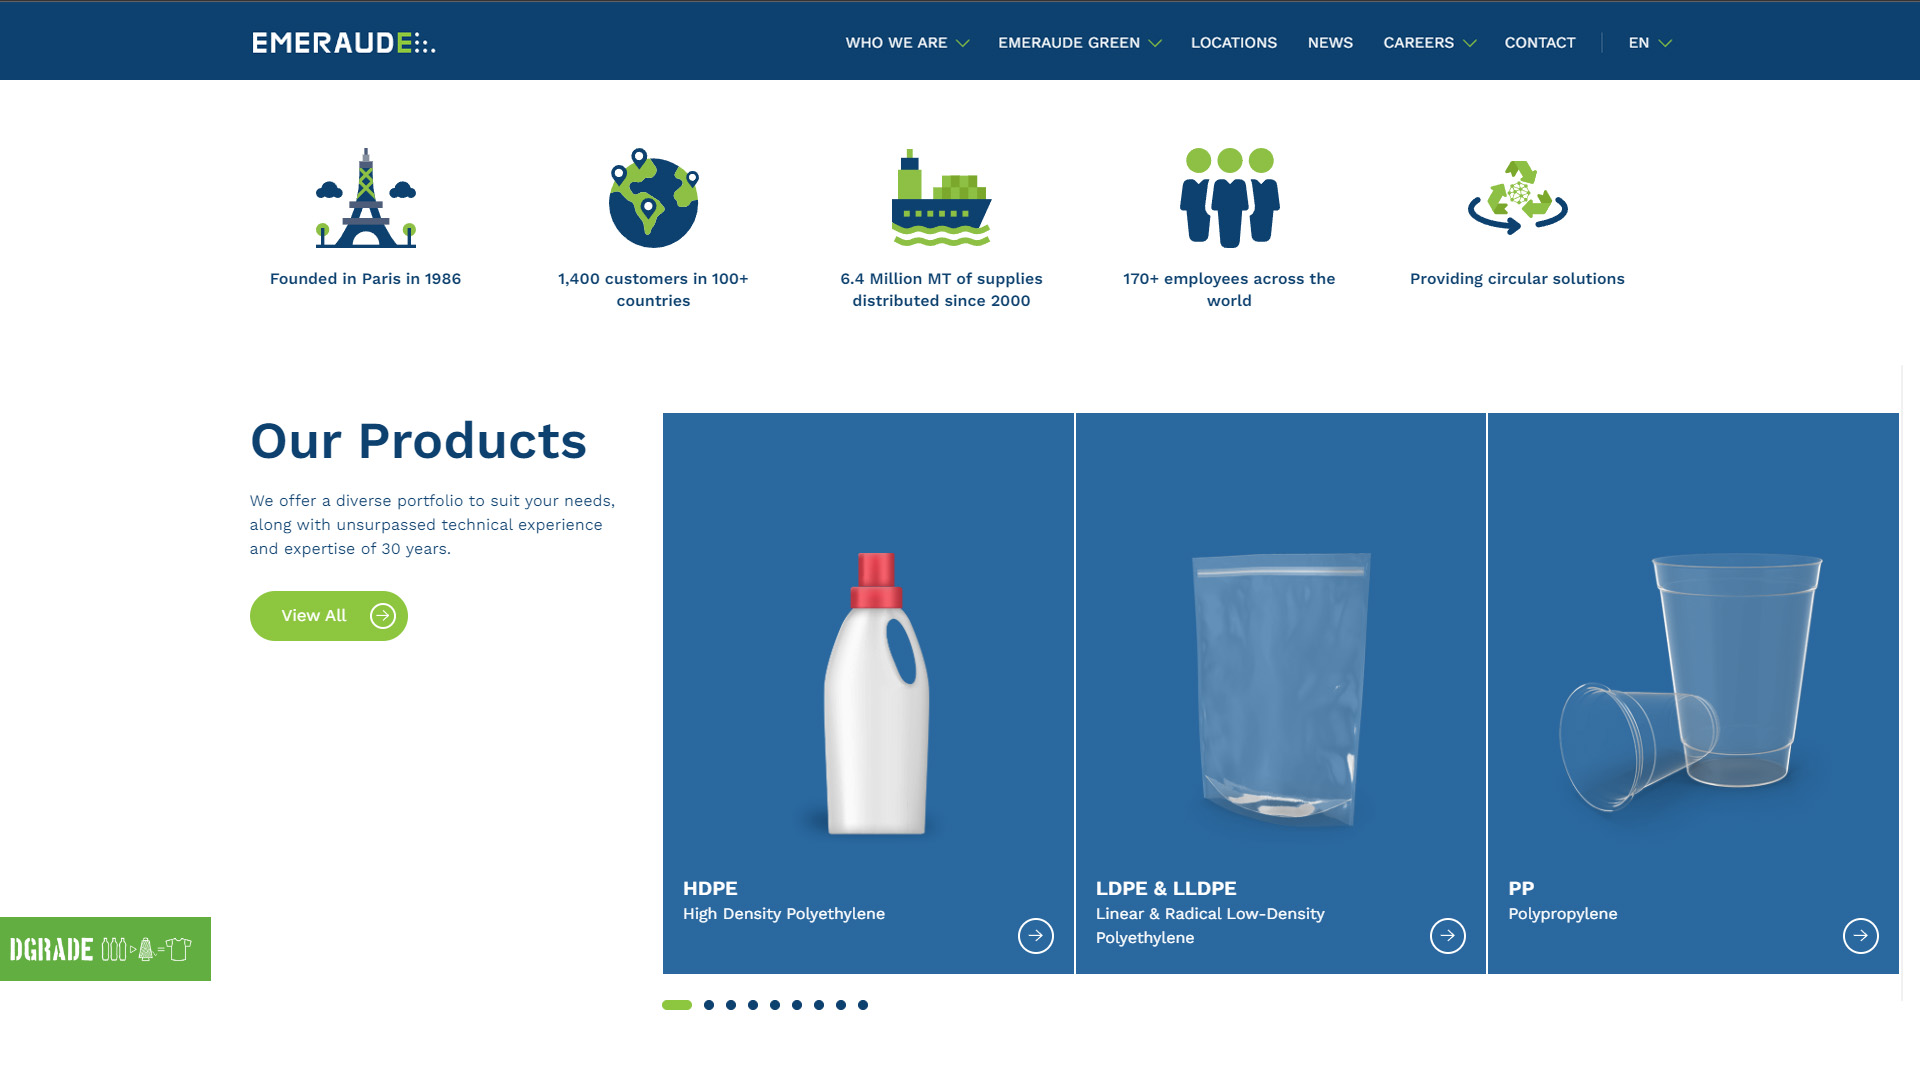 EMERAUDE
WHO WE ARE
EMERAUDE GREEN
LOCATIONS
NEWS
CAREERS
CONTACT
EN
Founded in Paris in 1986
1,400 customers in 100+
countries
6.4 Million MT of supplies
distributed since 2000
170+ employees across the
world
Providing circular solutions
Our Products
We offer a diverse portfolio to suit your needs,
along with unsurpassed technical experience
and expertise of 30 years.
View All
HDPE
High Density Polyethylene
LDPE & LLDPE
Linear & Radical Low-Density
Polyethylene
PP
Polypropylene
DGRADE